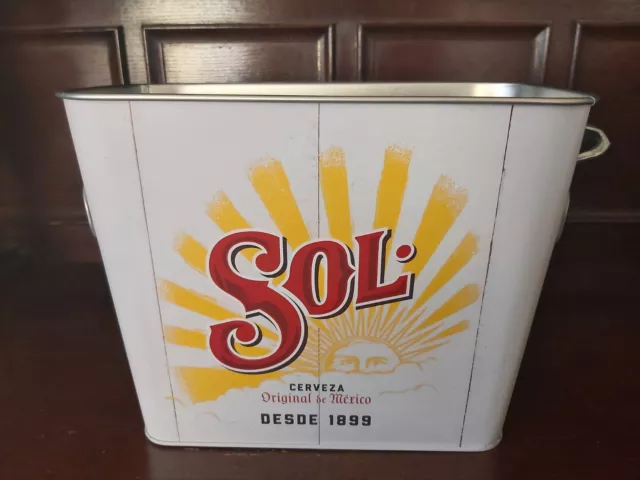 SOL
CERVEZA
Original de México
DESDE 1899